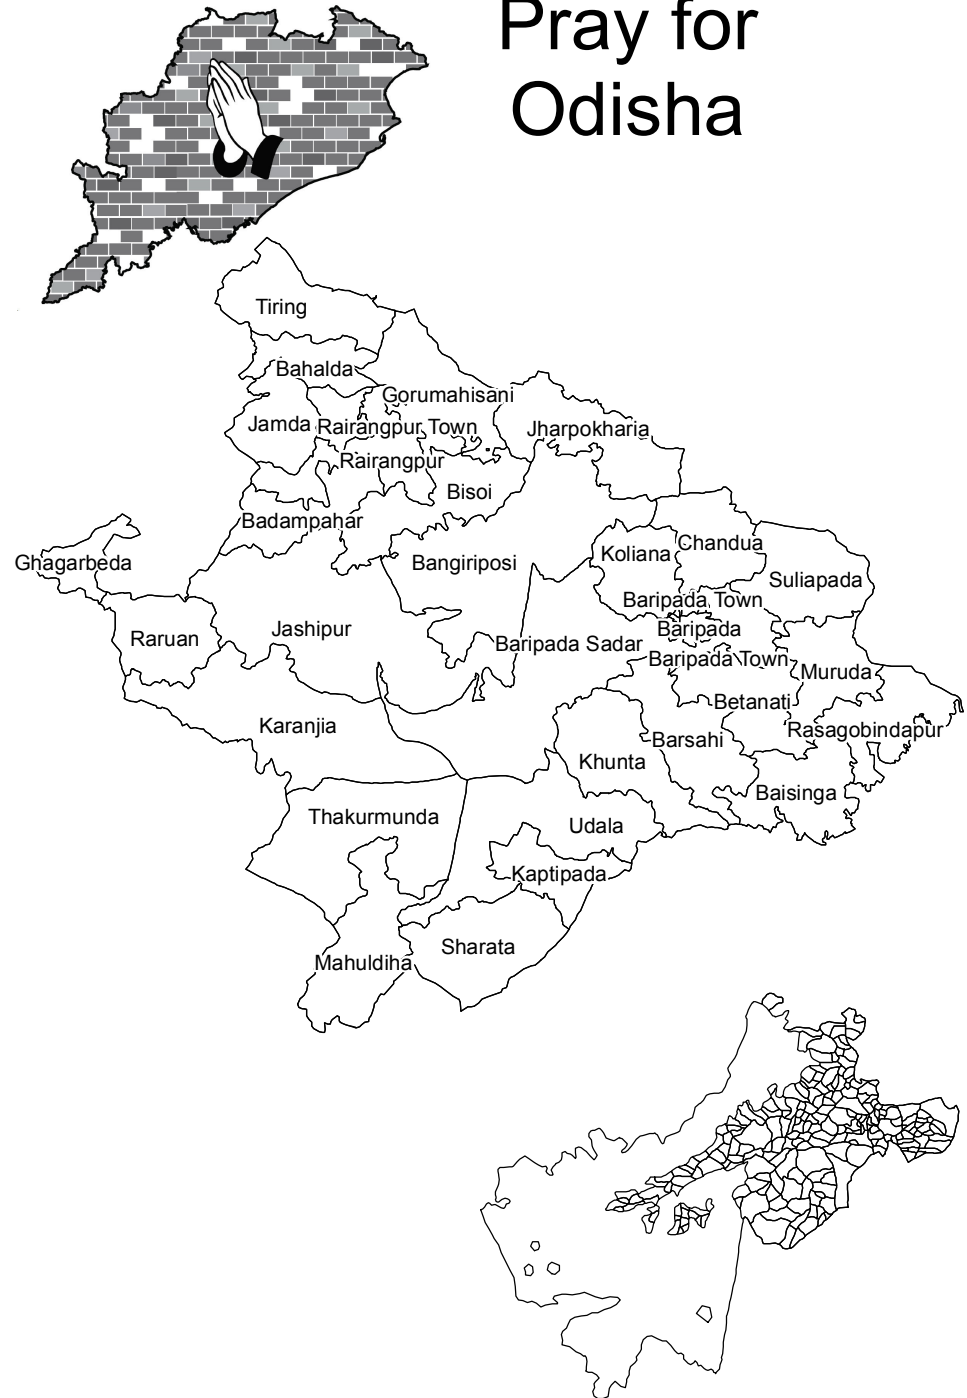 Pray for
Odisha
Tiring
Bahalda
Gorumahisani
Jamda
Rairangpur Town
Jharpokharia
Rairangpur
Bisoi
Badampahar
Ghagarbeda
Bangiriposi
Koliana
Chandua
Suliapada
Baripada Town
Raruan
Jashipur
Baripada Sadar
Baripada
Baripada Town
Muruda
Betanati
Karanjia
Barsahi
Rasagobindapur
Khunta
Baisinga
Thakurmunda
Udala
Kaptipada
Sharata
Mahuldiha